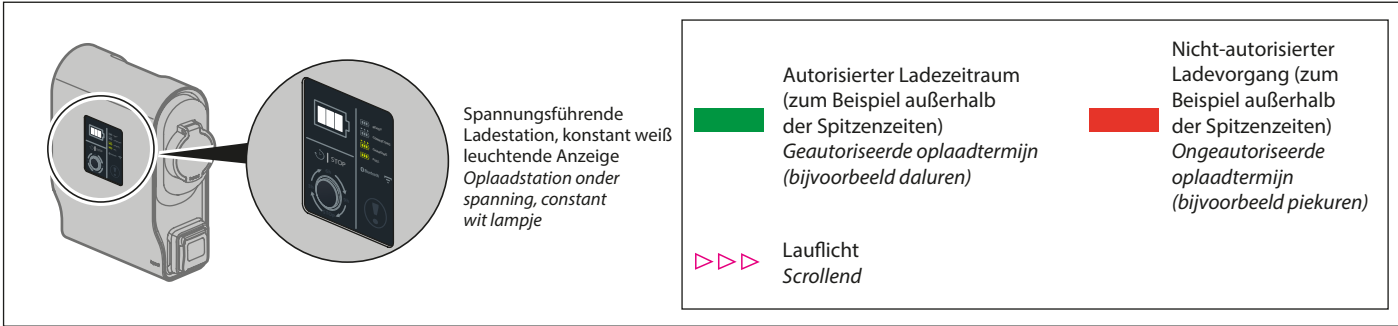 STOP
Spannungsführende
Ladestation, konstant weiß
leuchtende Anzeige
Oplaadstation onder
spanning, constant
wit lampje
Autorisierter Ladezeitraum
(zum Beispiel außerhalb
der Spitzenzeiten)
Geautoriseerde oplaadtermijn
(bijvoorbeeld daluren)
Nicht-autorisierter
Ladevorgang (zum
Beispiel außerhalb
der Spitzenzeiten)
Ongeautoriseerde
oplaadtermijn
(bijvoorbeeld piekuren)
Lauflicht
Scrollend